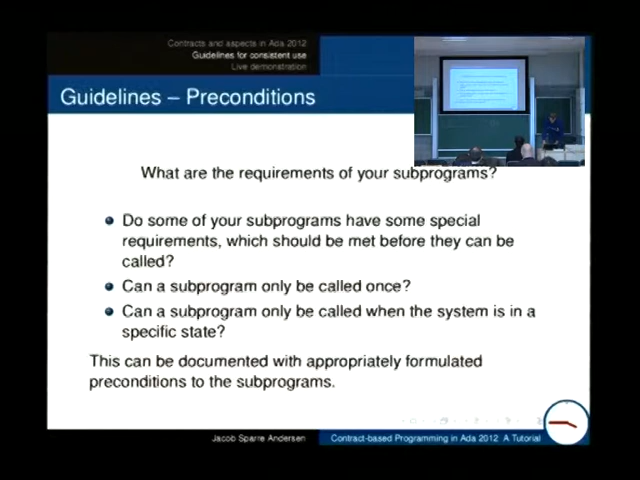 Contracts and aspects in Ada 2012
Guidelines for consistent use
Live demonstration
Guidelines – Preconditions
What are the requirements of your subprograms?
Do some of your subprograms have some special
requirements, which should be met before they can be
called?
Can a subprogram only be called once?
Can a subprogram only be called when the system is in a
specific state?
This can be documented with appropriately formulated
preconditions to the subprograms.
Jacob Sparre Andersen
Contract-based Programming in Ada 2012 A Tutorial